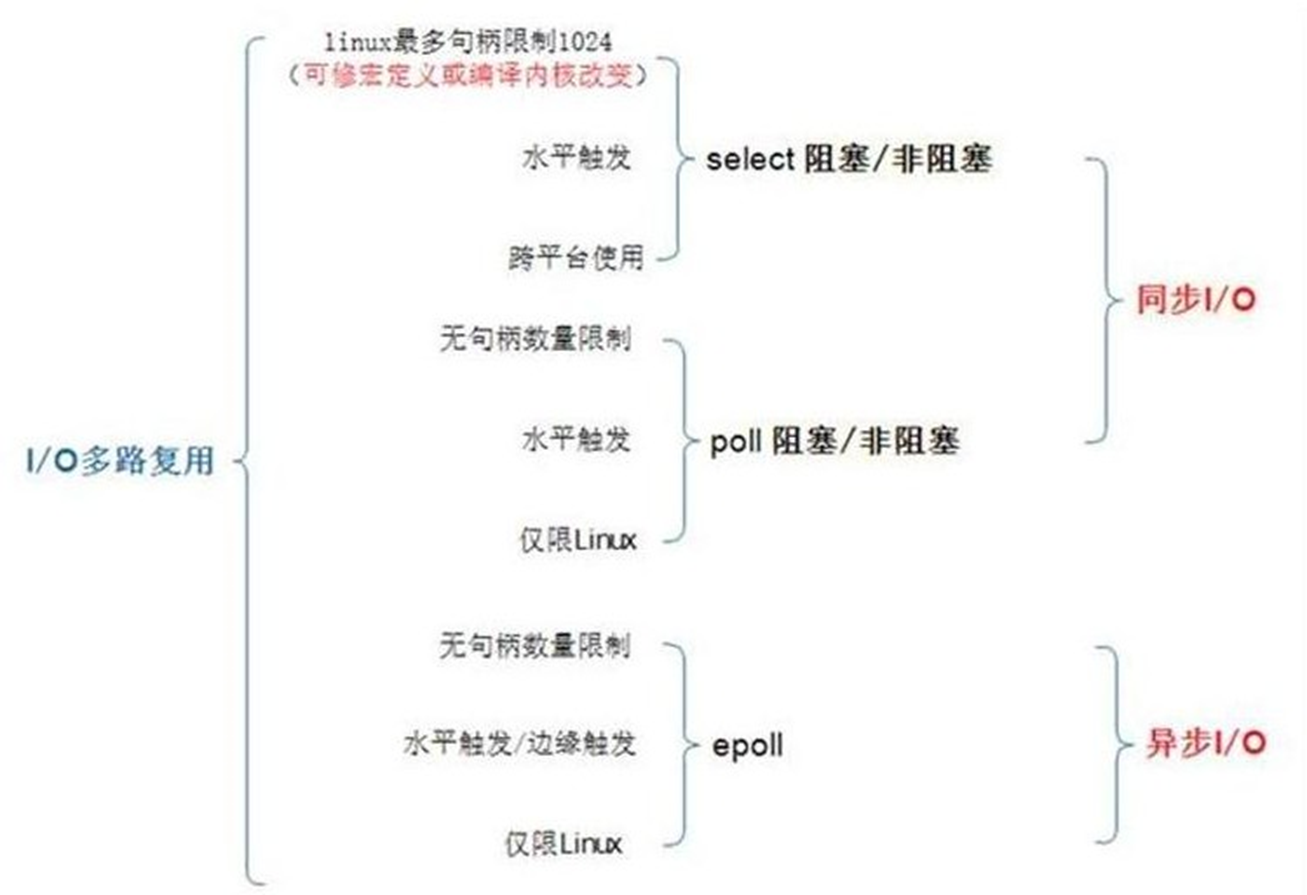 linux最多句柄限制1024
（可修宏定义或编译内核改变）
水平触发
select 阻塞/非阻塞
跨平台使用
同步I/O
无句柄数量限制
水平触发
poll 阻塞/非阻塞
I/O多路复用
仅限Linux
无句柄数量限制
水平触发/边缘触发
epoll
异步I/O
仅限Linux